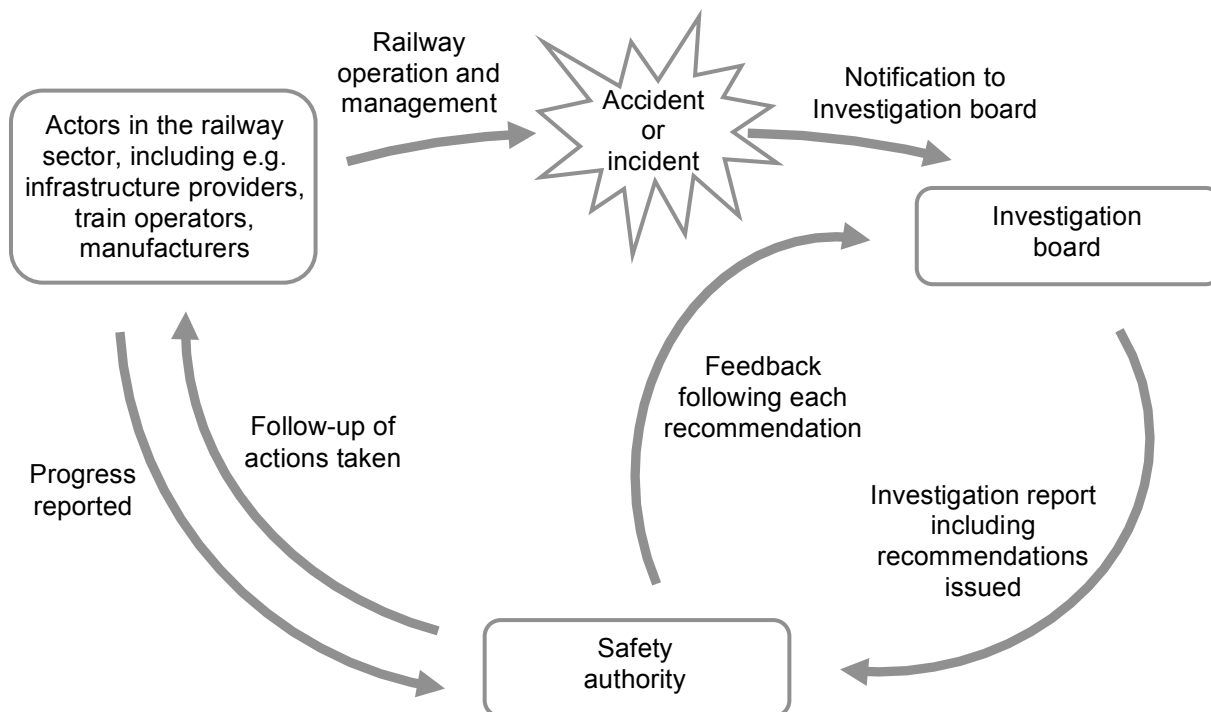 Railway
operation and
management
Accident
or
incident
Notification to
Investigation board
Actors in the railway
sector, including e.g.
infrastructure providers,
train operators,
manufacturers
Investigation
board
Feedback
following each
recommendation
Follow-up of
actions taken
Progress
reported
Investigation report
including
recommendations
issued
Safety
authority